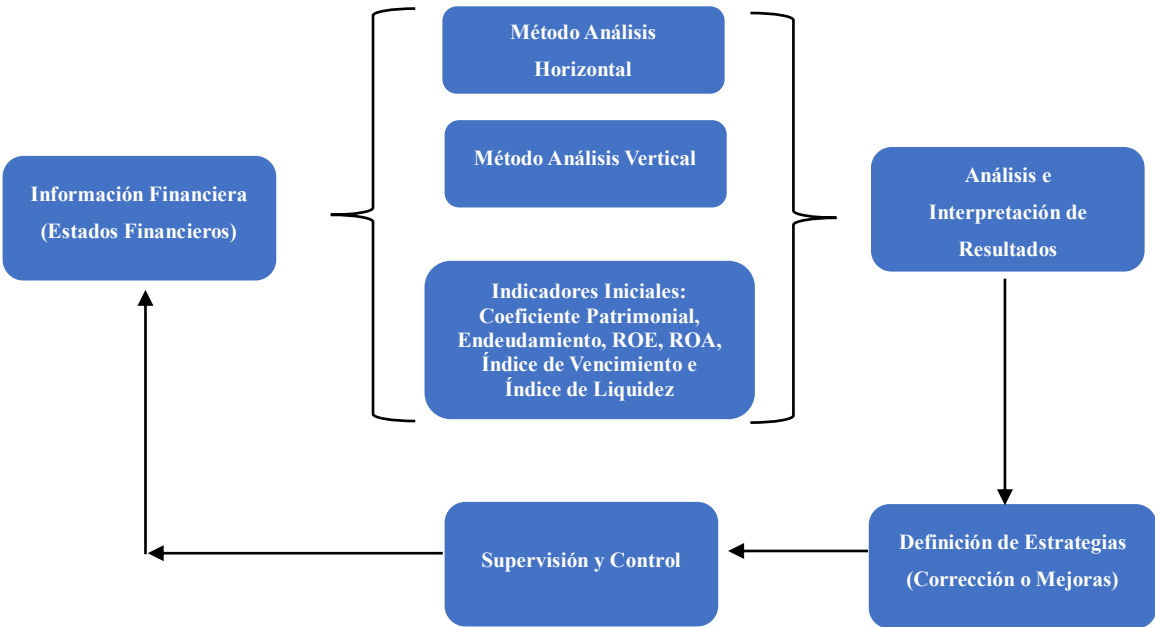 Información Financiera
(Estados Financieros)
Método Análisis
Horizontal
Método Análisis Vertical
Indicadores Iniciales:
Coeficiente Patrimonial,
Endeudamiento, ROE, ROA,
Índice de Vencimiento e
Índice de Liquidez
Análisis e
Interpretación de
Resultados
Definición de Estrategias
(Corrección o Mejoras)
Supervisión y Control